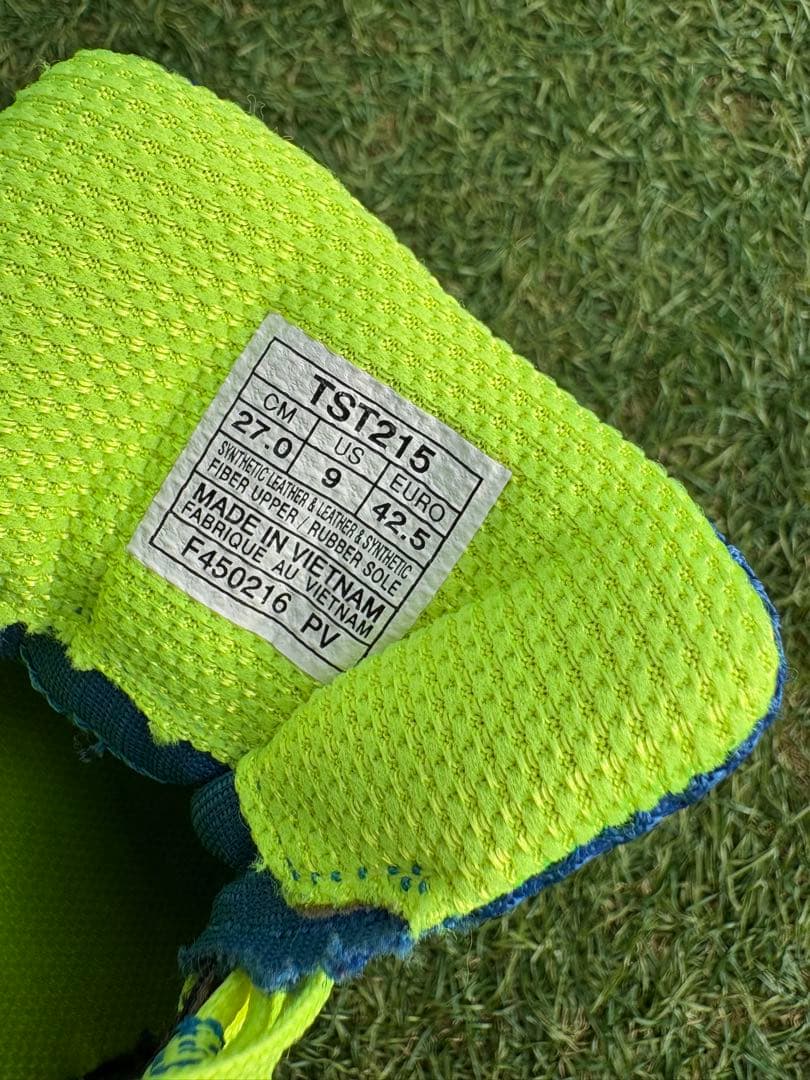 TST215
CM US EURO
27.0 9 42.5
SYNTHETIC LEATHER & LEATHER & SYNTHETIC
FIBER UPPER / RUBBER SOLE
MADE IN VIETNAM
FABRIQUE AU VIETNAM
F450216 PV